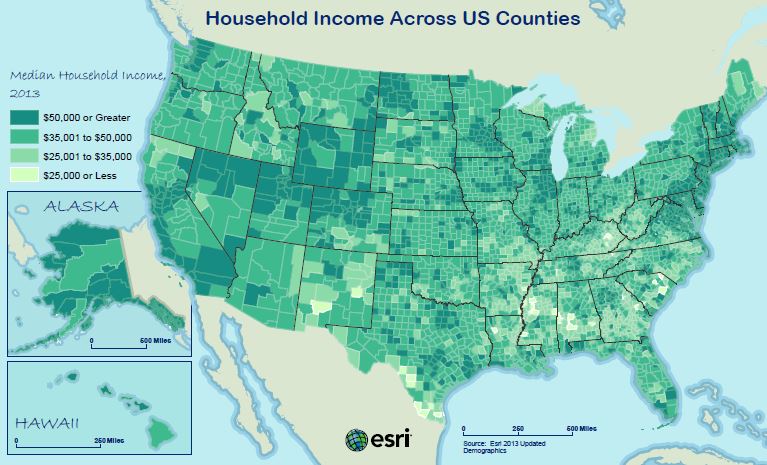 Household Income Across US Counties
Median Household Income,
2013
$50,000 or Greater
$35,001 to $50,000
$25,001 to $35,000
$25,000 or Less
ALASKA
0 500 Miles
HAWAII
0 250 Miles
esri
0 250 500 Miles
Source: Esri 2013 Updated
Demographics